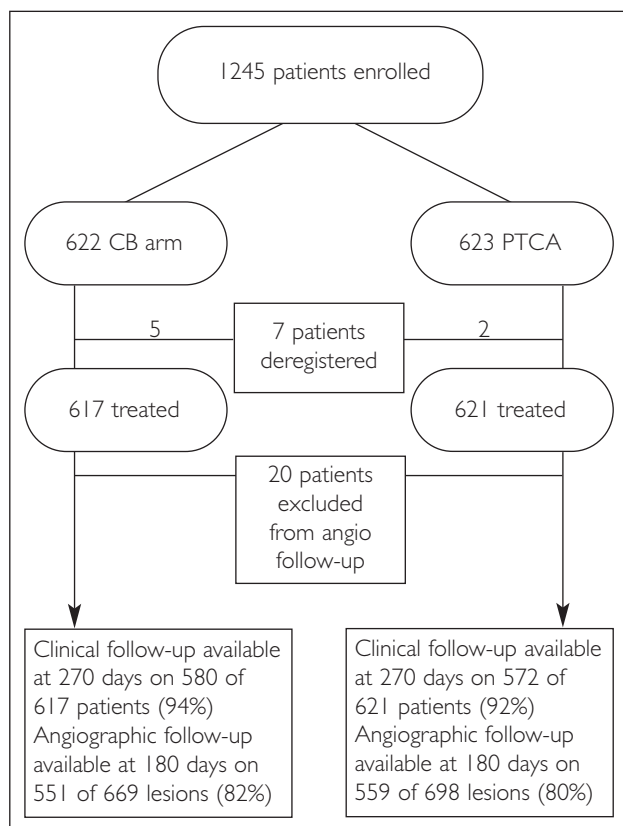 1245 patients enrolled
622 CB arm
623 PTCA
5
7 patients
deregistered
2
617 treated
621 treated
20 patients
excluded
from angio
follow-up
Clinical follow-up available
at 270 days on 580 of
617 patients (94%)
Angiographic follow-up
available at 180 days on
551 of 669 lesions (82%)
Clinical follow-up available
at 270 days on 572 of
621 patients (92%)
Angiographic follow-up
available at 180 days on
559 of 698 lesions (80%)